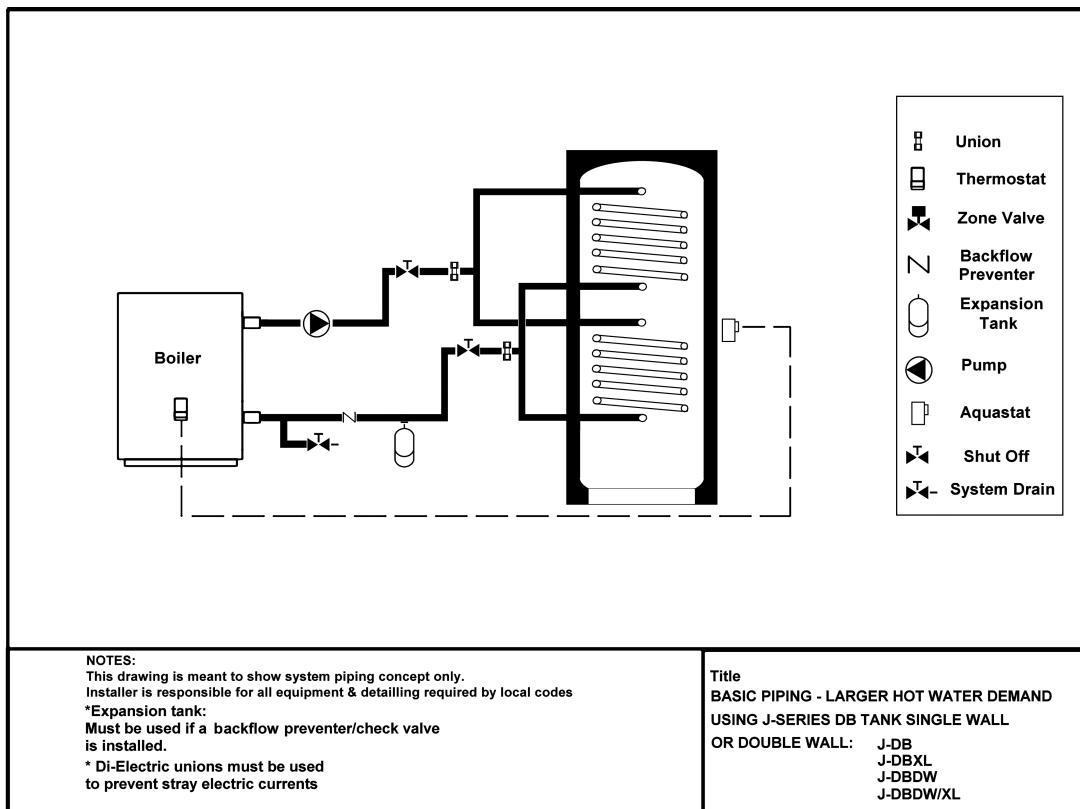 Boiler
Union
Thermostat
Zone Valve
Backflow
Preventer
Expansion
Tank
Pump
Aquastat
Shut Off
System Drain
NOTES:
This drawing is meant to show system piping concept only.
Installer is responsible for all equipment & detailling required by local codes
*Expansion tank:
Must be used if a backflow preventer/check valve
is installed.
* Di-Electric unions must be used
to prevent stray electric currents
Title
BASIC PIPING - LARGER HOT WATER DEMAND
USING J-SERIES DB TANK SINGLE WALL
OR DOUBLE WALL: J-DB
J-DBXL
J-DBDW
J-DBDW/XL